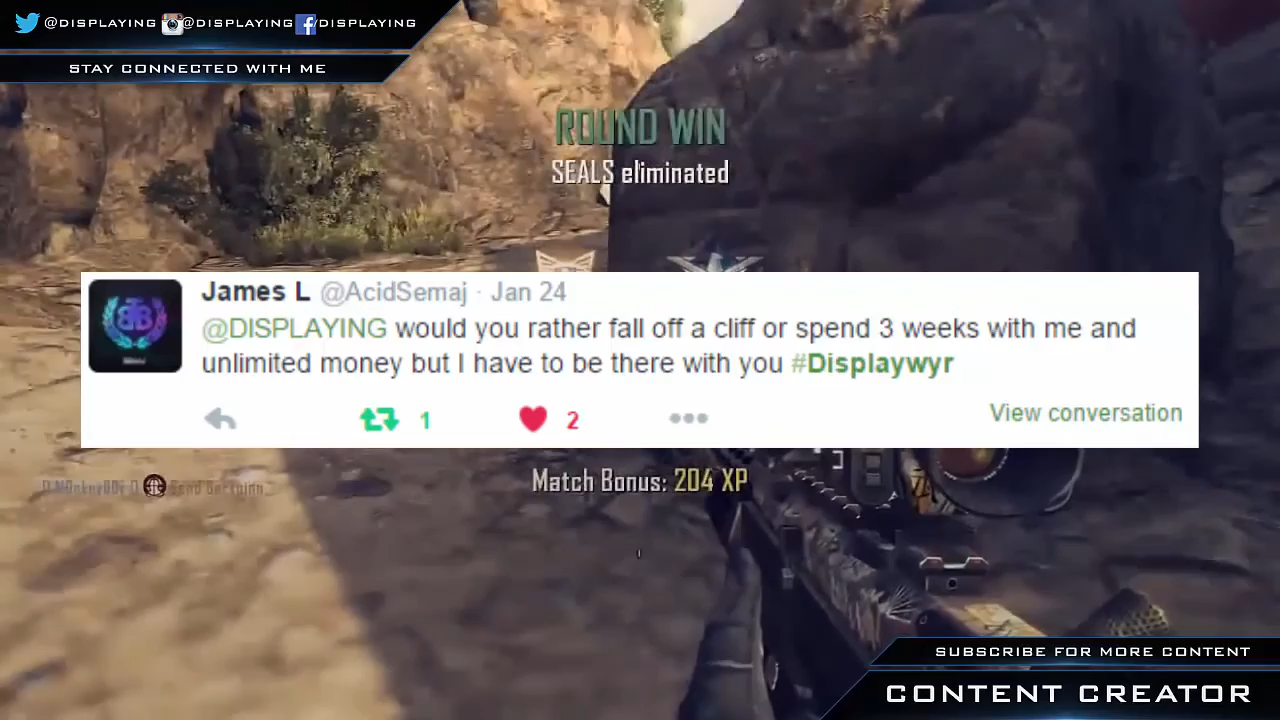 @DISPLAYING @DISPLAYING /DISPLAYING
STAY CONNECTED WITH ME
ROUND WIN
SEALS eliminated
James L @AcidSemaj · Jan 24
@DISPLAYING would you rather fall off a cliff or spend 3 weeks with me and
unlimited money but I have to be there with you #Displaywyr
1 2 View conversation
Match Bonus: 204 XP
SUBSCRIBE FOR MORE CONTENT
CONTENT CREATOR